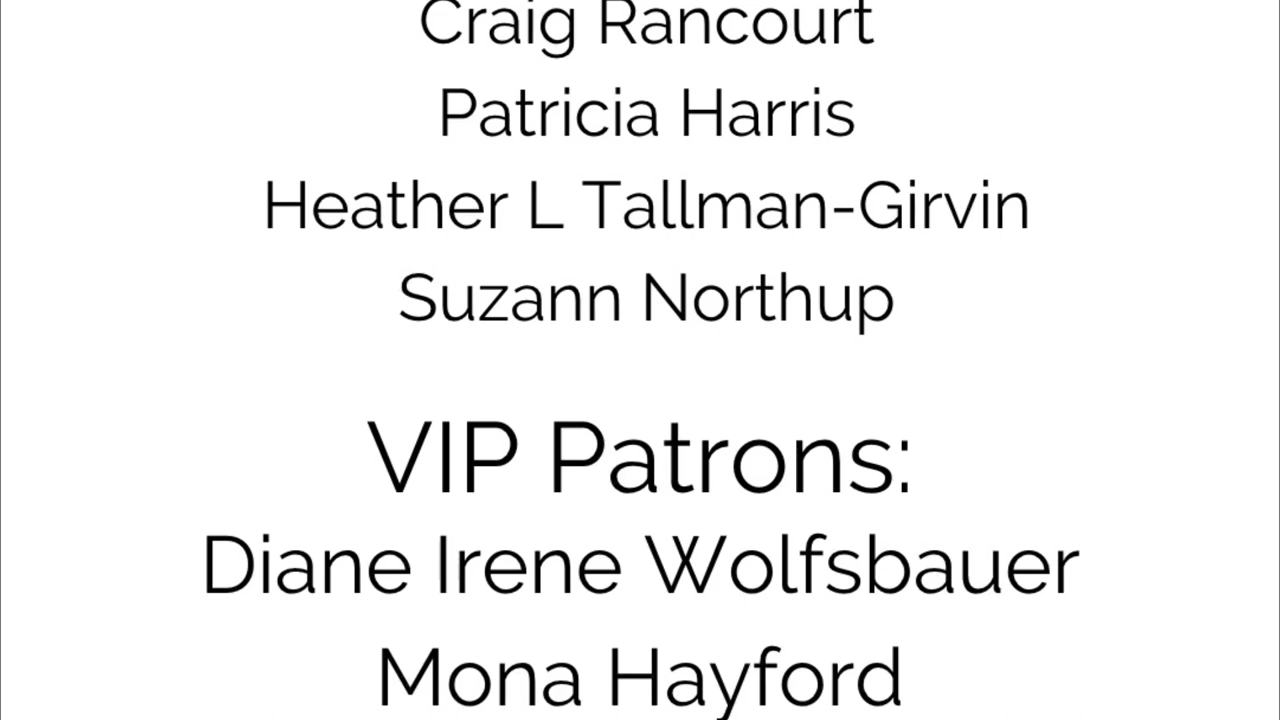 Craig Rancourt
Patricia Harris
Heather L Tallman-Girvin
Suzann Northup
VIP Patrons:
Diane Irene Wolfsbauer
Mona Hayford